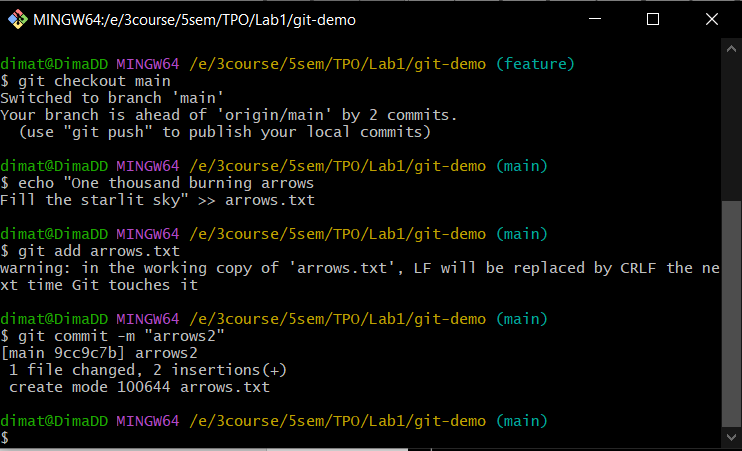 MINGW64:/e/3course/5sem/TPO/Lab1/git-demo
dimat@DimaDD MINGW64 /e/3course/5sem/TPO/Lab1/git-demo (feature)
$ git checkout main
Switched to branch 'main'
Your branch is ahead of 'origin/main' by 2 commits.
  (use "git push" to publish your local commits)
dimat@DimaDD MINGW64 /e/3course/5sem/TPO/Lab1/git-demo (main)
$ echo "One thousand burning arrows
Fill the starlit sky" >> arrows.txt
dimat@DimaDD MINGW64 /e/3course/5sem/TPO/Lab1/git-demo (main)
$ git add arrows.txt
warning: in the working copy of 'arrows.txt', LF will be replaced by CRLF the ne
xt time Git touches it
dimat@DimaDD MINGW64 /e/3course/5sem/TPO/Lab1/git-demo (main)
$ git commit -m "arrows2"
[main 9cc9c7b] arrows2
 1 file changed, 2 insertions(+)
 create mode 100644 arrows.txt
dimat@DimaDD MINGW64 /e/3course/5sem/TPO/Lab1/git-demo (main)
$